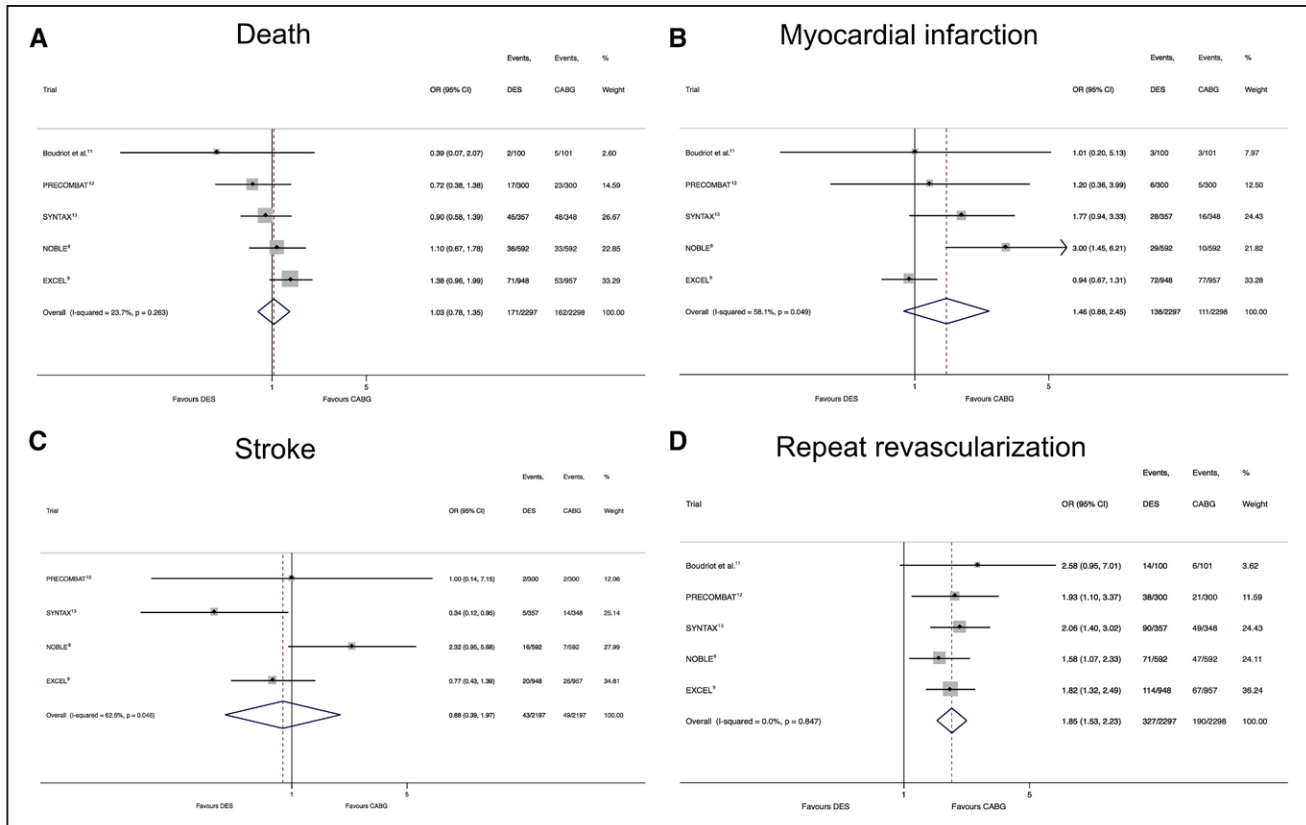 A Death
Events, Events, %
Trial OR (95% CI) DES CABG Weight
Boudriot et al.¹¹ 0.39 (0.07, 2.07) 2/100 5/101 2.60
PRECOMBAT¹² 0.72 (0.38, 1.38) 17/300 23/300 14.59
SYNTAX¹³ 0.90 (0.58, 1.39) 45/357 48/348 26.67
NOBLE⁸ 1.10 (0.67, 1.78) 36/592 33/592 22.85
EXCEL⁹ 1.38 (0.96, 1.99) 71/948 53/957 33.29
Overall (I-squared = 23.7%, p = 0.263) 1.03 (0.78, 1.35) 171/2297 162/2298 100.00
1 5
Favours DES Favours CABG
B Myocardial infarction
Events, Events, %
Trial OR (95% CI) DES CABG Weight
Boudriot et al.¹¹ 1.01 (0.20, 5.13) 3/100 3/101 7.97
PRECOMBAT¹² 1.20 (0.36, 3.99) 6/300 5/300 12.50
SYNTAX¹³ 1.77 (0.94, 3.33) 28/357 16/348 24.43
NOBLE⁸ 3.00 (1.45, 6.21) 29/592 10/592 21.82
EXCEL⁹ 0.94 (0.67, 1.31) 72/948 77/957 33.28
Overall (I-squared = 58.1%, p = 0.049) 1.46 (0.88, 2.45) 138/2297 111/2298 100.00
1 5
Favours DES Favours CABG
C Stroke
Events, Events, %
Trial OR (95% CI) DES CABG Weight
PRECOMBAT¹² 1.00 (0.14, 7.15) 2/300 2/300 12.06
SYNTAX¹³ 0.34 (0.12, 0.95) 5/357 14/348 25.14
NOBLE⁸ 2.32 (0.95, 5.68) 16/592 7/592 27.99
EXCEL⁹ 0.77 (0.43, 1.39) 20/948 26/957 34.81
Overall (I-squared = 62.5%, p = 0.046) 0.88 (0.39, 1.97) 43/2197 49/2197 100.00
1 5
Favours DES Favours CABG
D Repeat revascularization
Events, Events, %
Trial OR (95% CI) DES CABG Weight
Boudriot et al.¹¹ 2.58 (0.95, 7.01) 14/100 6/101 3.62
PRECOMBAT¹² 1.93 (1.10, 3.37) 38/300 21/300 11.59
SYNTAX¹³ 2.06 (1.40, 3.02) 90/357 49/348 24.43
NOBLE⁸ 1.58 (1.07, 2.33) 71/592 47/592 24.11
EXCEL⁹ 1.82 (1.32, 2.49) 114/948 67/957 36.24
Overall (I-squared = 0.0%, p = 0.847) 1.85 (1.53, 2.23) 327/2297 190/2298 100.00
1 5
Favours DES Favours CABG